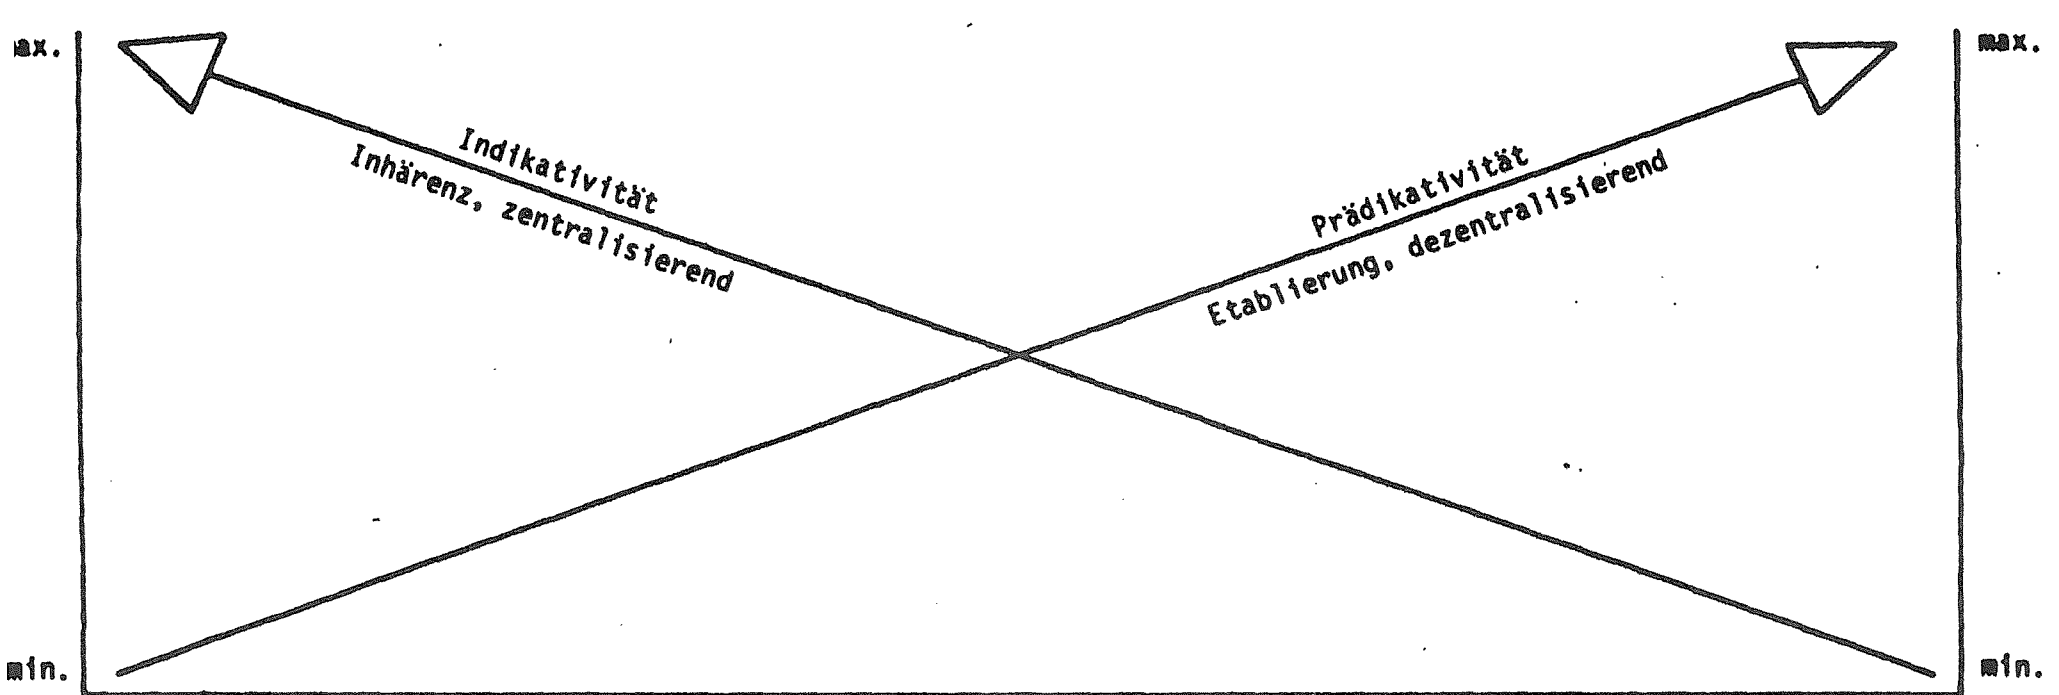 ax.
max.
Indikativität
Inhärenz, zentralisierend
Prädikativität
Etablierung, dezentralisierend
min.
min.